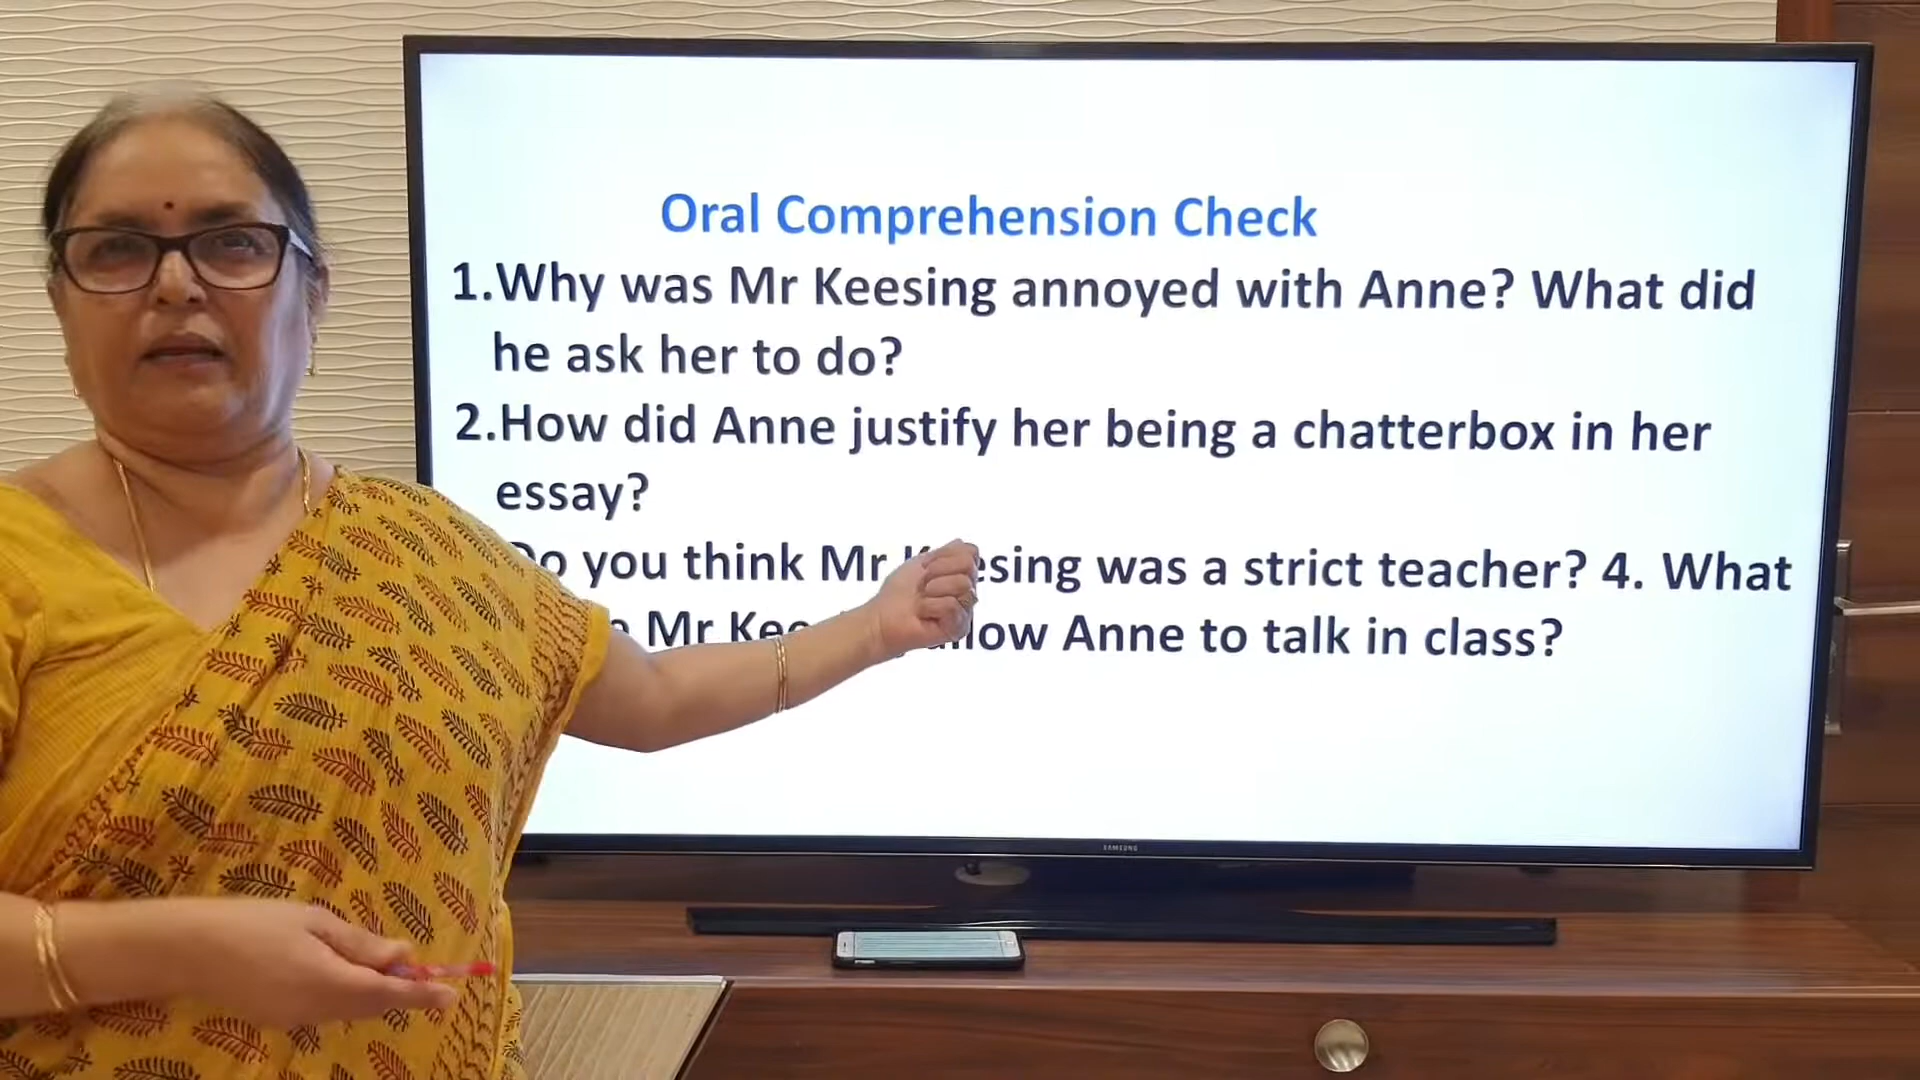 Oral Comprehension Check
1.Why was Mr Keesing annoyed with Anne? What did
he ask her to do?
2.How did Anne justify her being a chatterbox in her
essay?
you think Mr Keesing was a strict teacher? 4. What
Mr Anne to talk in class?
SAMSUNG